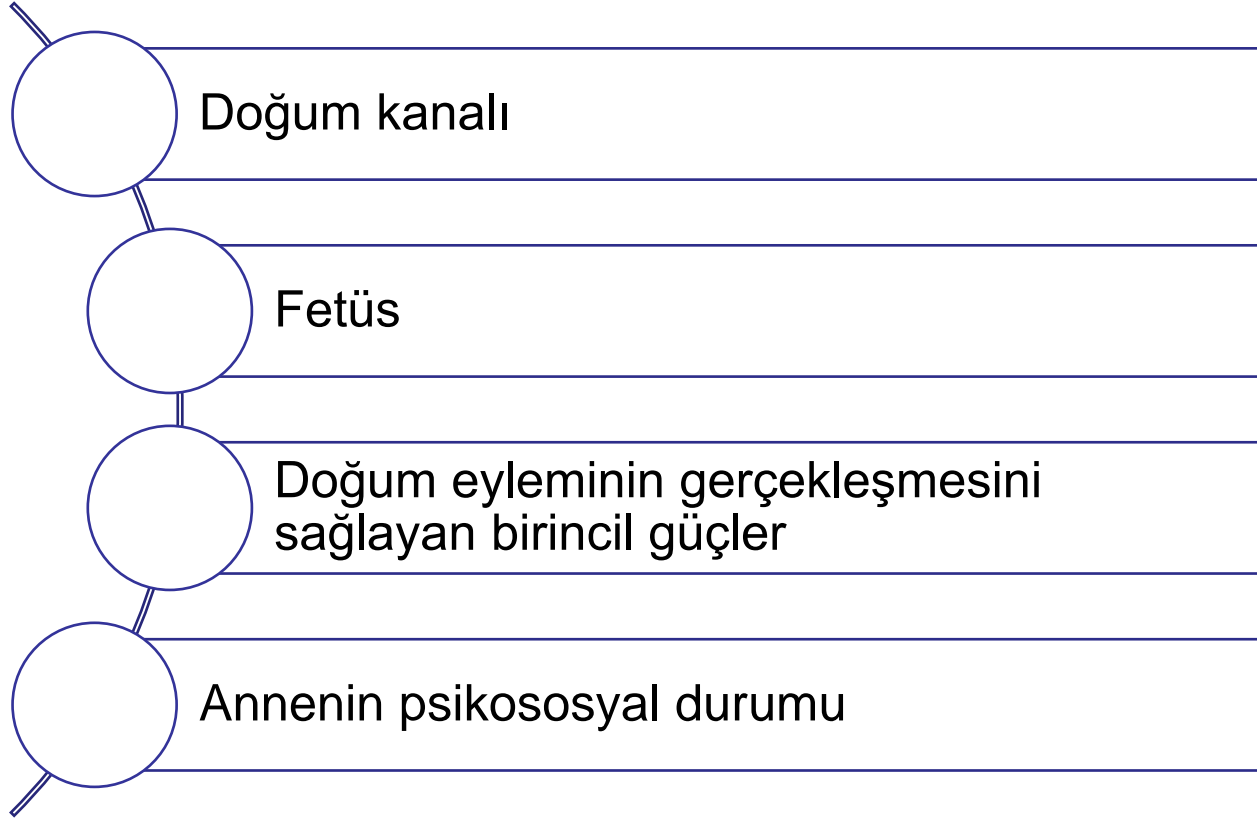 Doğum kanalı
Fetüs
Doğum eyleminin gerçekleşmesini
sağlayan birincil güçler
Annenin psikososyal durumu